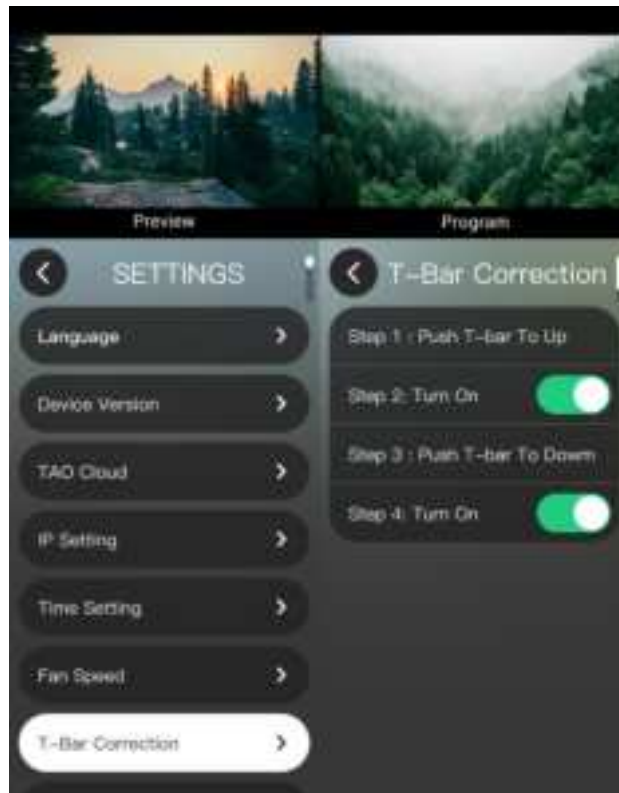 Preview
Program
SETTINGS
Language
Device Version
TAO Cloud
IP Setting
Time Setting
Fan Speed
T-Bar Correction
T-Bar Correction
Step 1 : Push T-bar To Up
Step 2: Turn On
Step 3 : Push T-bar To Down
Step 4: Turn On